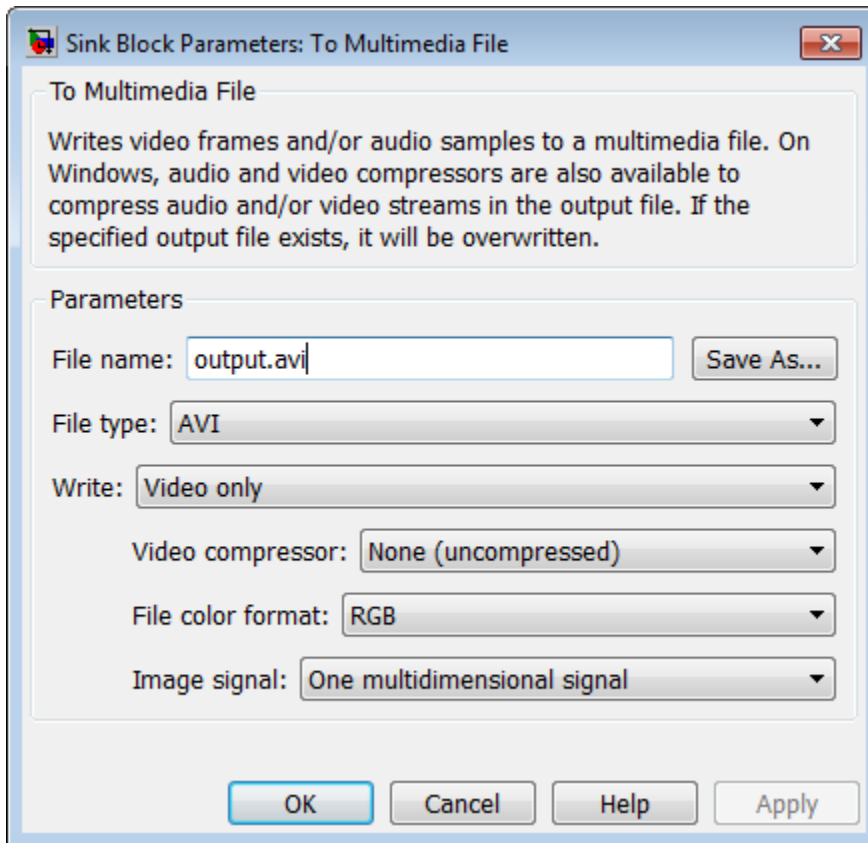 Sink Block Parameters: To Multimedia File
To Multimedia File
Writes video frames and/or audio samples to a multimedia file. On
Windows, audio and video compressors are also available to
compress audio and/or video streams in the output file. If the
specified output file exists, it will be overwritten.
Parameters
File name: output.avi Save As...
File type: AVI
Write: Video only
Video compressor: None (uncompressed)
File color format: RGB
Image signal: One multidimensional signal
OK Cancel Help Apply